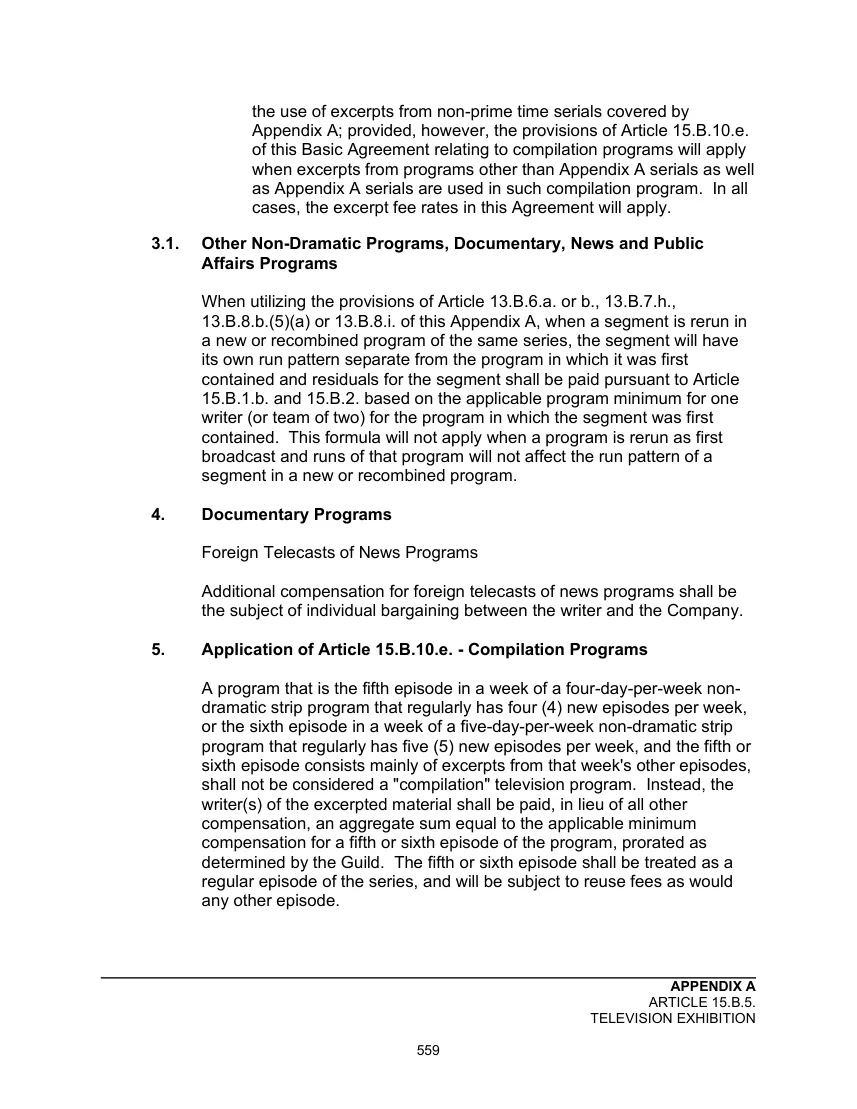 the use of excerpts from non-prime time serials covered by
Appendix A; provided, however, the provisions of Article 15.B.10.e.
of this Basic Agreement relating to compilation programs will apply
when excerpts from programs other than Appendix A serials as well
as Appendix A serials are used in such compilation program.  In all
cases, the excerpt fee rates in this Agreement will apply.
3.1. Other Non-Dramatic Programs, Documentary, News and Public
Affairs Programs
When utilizing the provisions of Article 13.B.6.a. or b., 13.B.7.h.,
13.B.8.b.(5)(a) or 13.B.8.i. of this Appendix A, when a segment is rerun in
a new or recombined program of the same series, the segment will have
its own run pattern separate from the program in which it was first
contained and residuals for the segment shall be paid pursuant to Article
15.B.1.b. and 15.B.2. based on the applicable program minimum for one
writer (or team of two) for the program in which the segment was first
contained.  This formula will not apply when a program is rerun as first
broadcast and runs of that program will not affect the run pattern of a
segment in a new or recombined program.
4. Documentary Programs
Foreign Telecasts of News Programs
Additional compensation for foreign telecasts of news programs shall be
the subject of individual bargaining between the writer and the Company.
5. Application of Article 15.B.10.e. - Compilation Programs
A program that is the fifth episode in a week of a four-day-per-week non-
dramatic strip program that regularly has four (4) new episodes per week,
or the sixth episode in a week of a five-day-per-week non-dramatic strip
program that regularly has five (5) new episodes per week, and the fifth or
sixth episode consists mainly of excerpts from that week's other episodes,
shall not be considered a "compilation" television program.  Instead, the
writer(s) of the excerpted material shall be paid, in lieu of all other
compensation, an aggregate sum equal to the applicable minimum
compensation for a fifth or sixth episode of the program, prorated as
determined by the Guild.  The fifth or sixth episode shall be treated as a
regular episode of the series, and will be subject to reuse fees as would
any other episode.
APPENDIX A
ARTICLE 15.B.5.
TELEVISION EXHIBITION
559